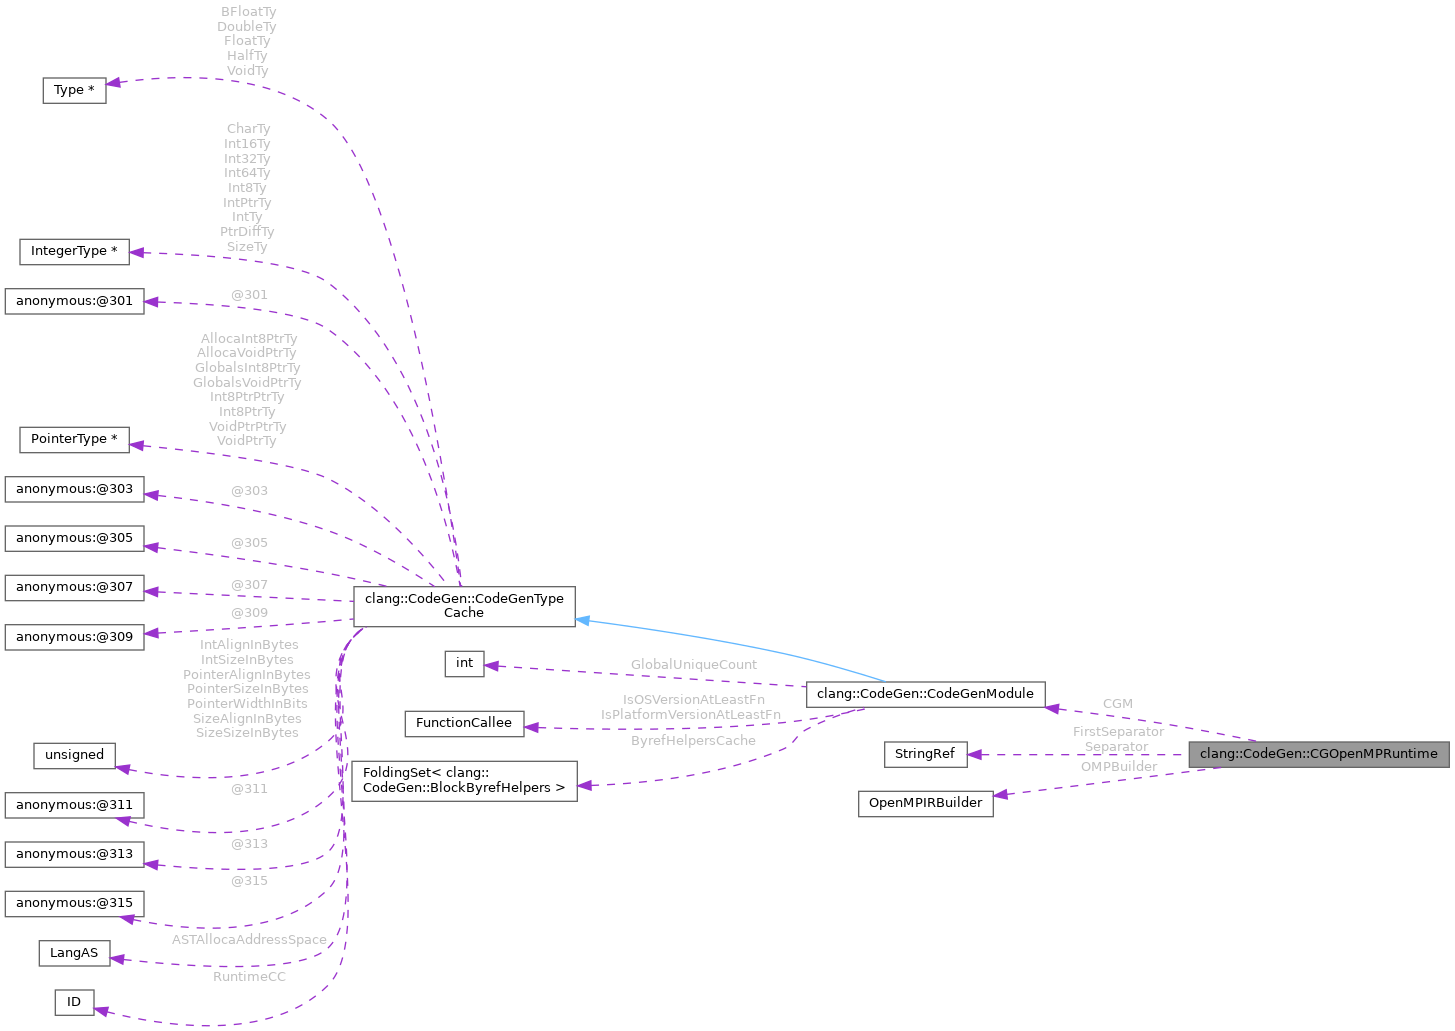 BFloatTy
DoubleTy
FloatTy
HalfTy
VoidTy
Type *
CharTy
Int16Ty
Int32Ty
Int64Ty
Int8Ty
IntPtrTy
IntTy
PtrDiffTy
SizeTy
IntegerType *
@301
anonymous:@301
AllocaInt8PtrTy
AllocaVoidPtrTy
GlobalsInt8PtrTy
GlobalsVoidPtrTy
Int8PtrPtrTy
Int8PtrTy
VoidPtrPtrTy
VoidPtrTy
PointerType *
@303
anonymous:@303
@305
anonymous:@305
@307
anonymous:@307
@309
anonymous:@309
clang::CodeGen::CodeGenType
Cache
IntAlignInBytes
IntSizeInBytes
PointerAlignInBytes
PointerSizeInBytes
PointerWidthInBits
SizeAlignInBytes
SizeSizeInBytes
unsigned
@311
anonymous:@311
@313
anonymous:@313
@315
anonymous:@315
ASTAllocaAddressSpace
LangAS
RuntimeCC
ID
int
GlobalUniqueCount
FunctionCallee
IsOSVersionAtLeastFn
IsPlatformVersionAtLeastFn
ByrefHelpersCache
FoldingSet< clang::
CodeGen::BlockByrefHelpers >
clang::CodeGen::CodeGenModule
CGM
FirstSeparator
Separator
OMPBuilder
StringRef
OpenMPIRBuilder
clang::CodeGen::CGOpenMPRuntime